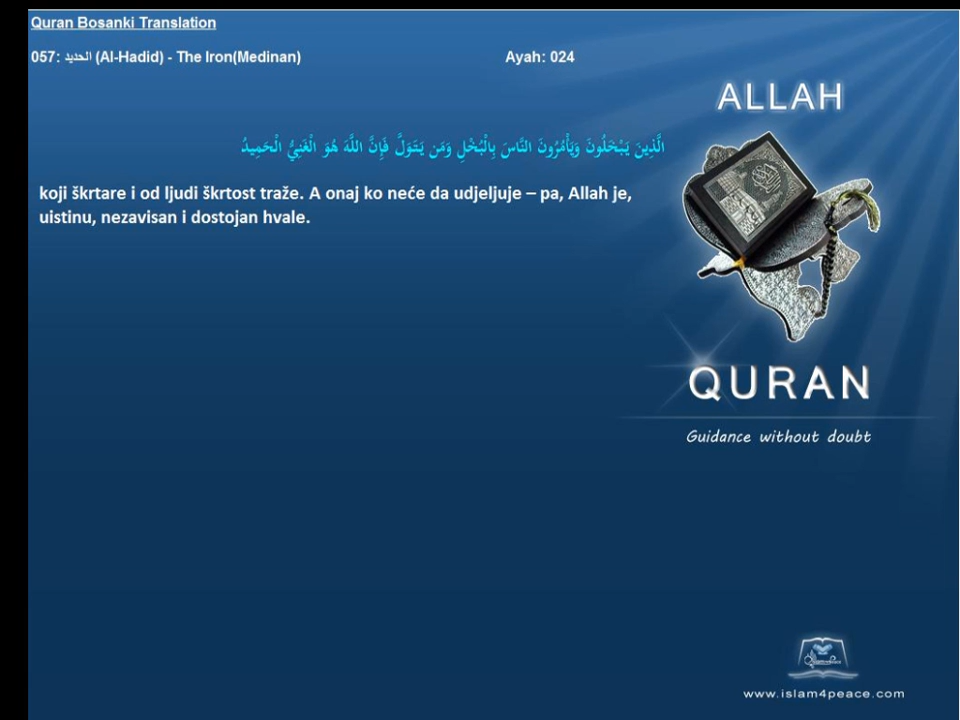 Quran Bosanki Translation
057: الحديد (Al-Hadid) - The Iron(Medinan)
Ayah: 024
ALLAH
الَّذِينَ يَبْخَلُونَ وَيَأْمُرُونَ النَّاسَ بِالْبُخْلِ وَمَن يَتَوَلَّ فَإِنَّ اللَّهَ هُوَ الْغَنِيُّ الْحَمِيدُ
koji škrtare i od ljudi škrtost traže. A onaj ko neće da udjeljuje – pa, Allah je,
uistinu, nezavisan i dostojan hvale.
QURAN
Guidance without doubt
www.islam4peace.com